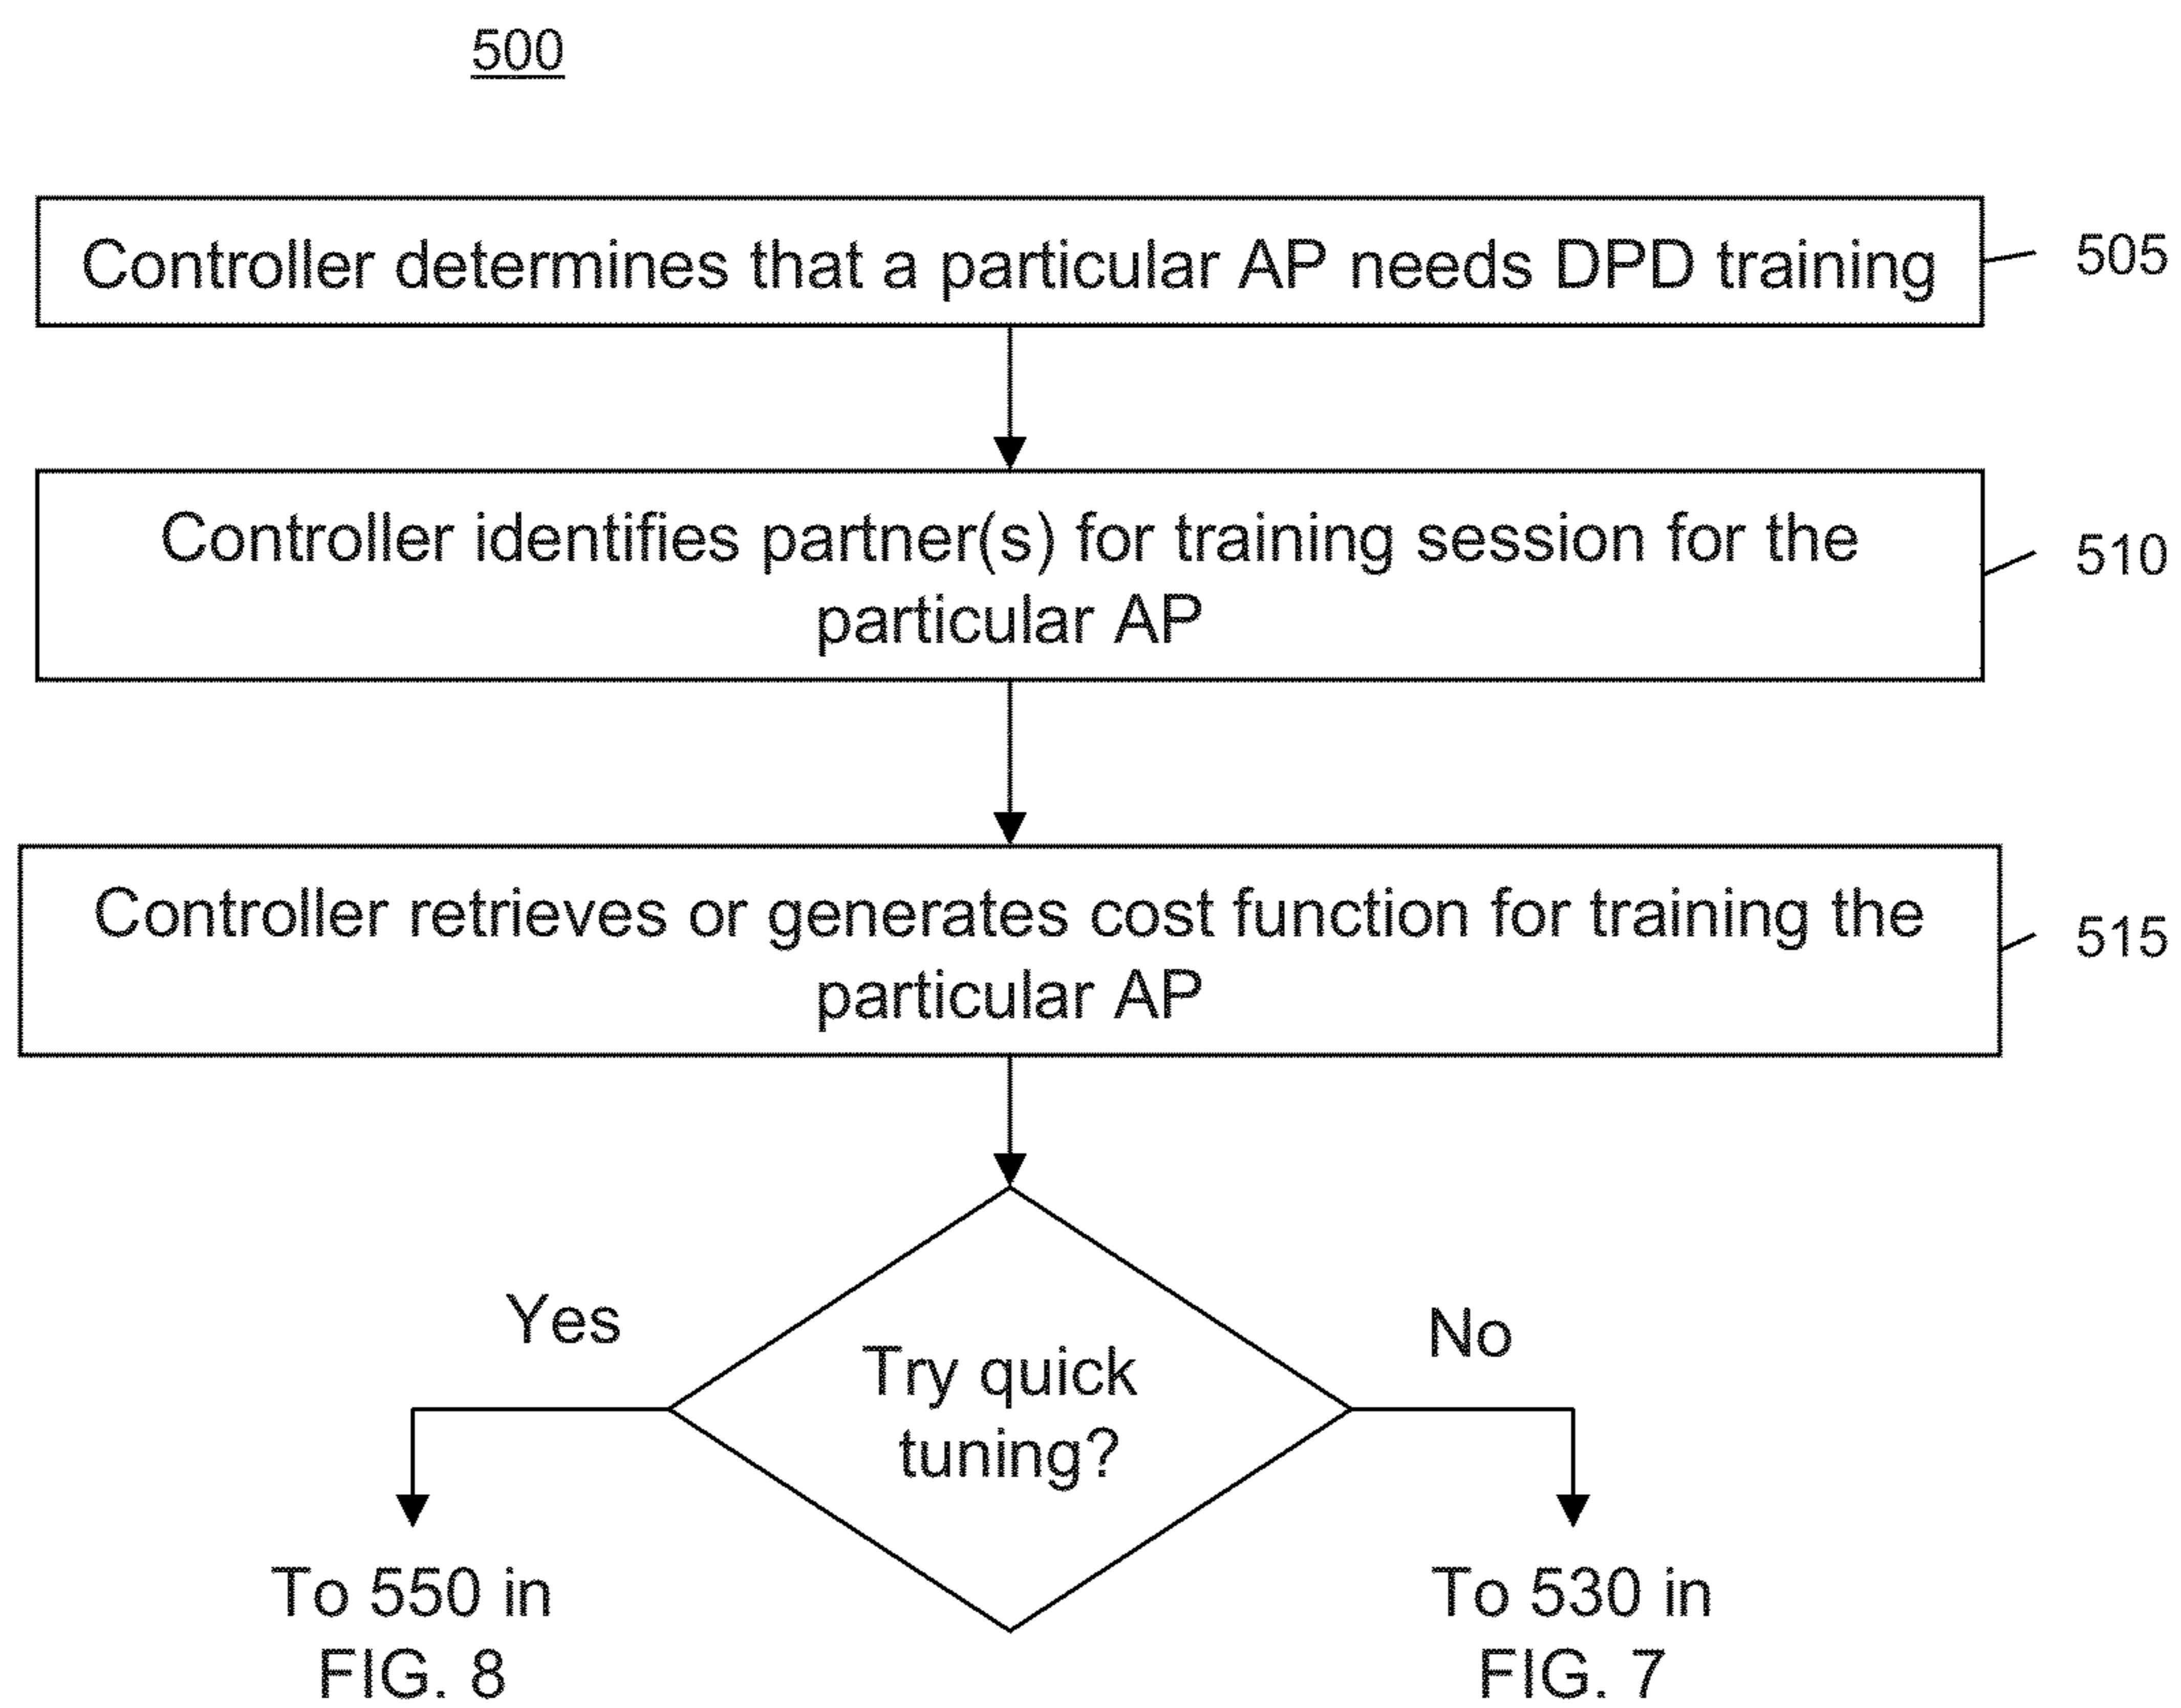 500
Controller determines that a particular AP needs DPD training
505
Controller identifies partner(s) for training session for the
particular AP
510
Controller retrieves or generates cost function for training the
particular AP
515
Yes
Try quick
tuning?
No
To 550 in
FIG. 8
To 530 in
FIG. 7